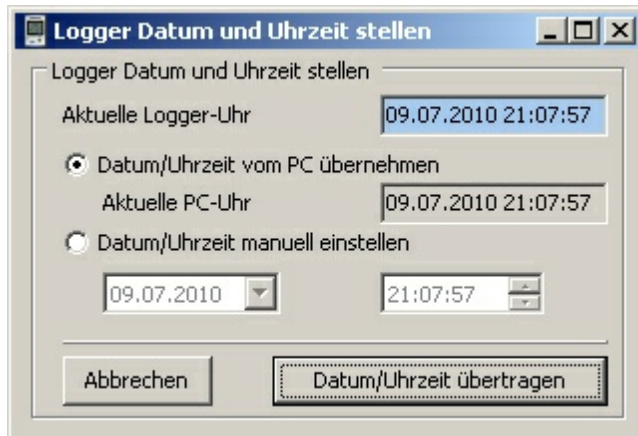 Logger Datum und Uhrzeit stellen
Logger Datum und Uhrzeit stellen
Aktuelle Logger-Uhr 09.07.2010 21:07:57
Datum/Uhrzeit vom PC übernehmen
Aktuelle PC-Uhr 09.07.2010 21:07:57
Datum/Uhrzeit manuell einstellen
09.07.2010 21:07:57
Abbrechen Datum/Uhrzeit übertragen